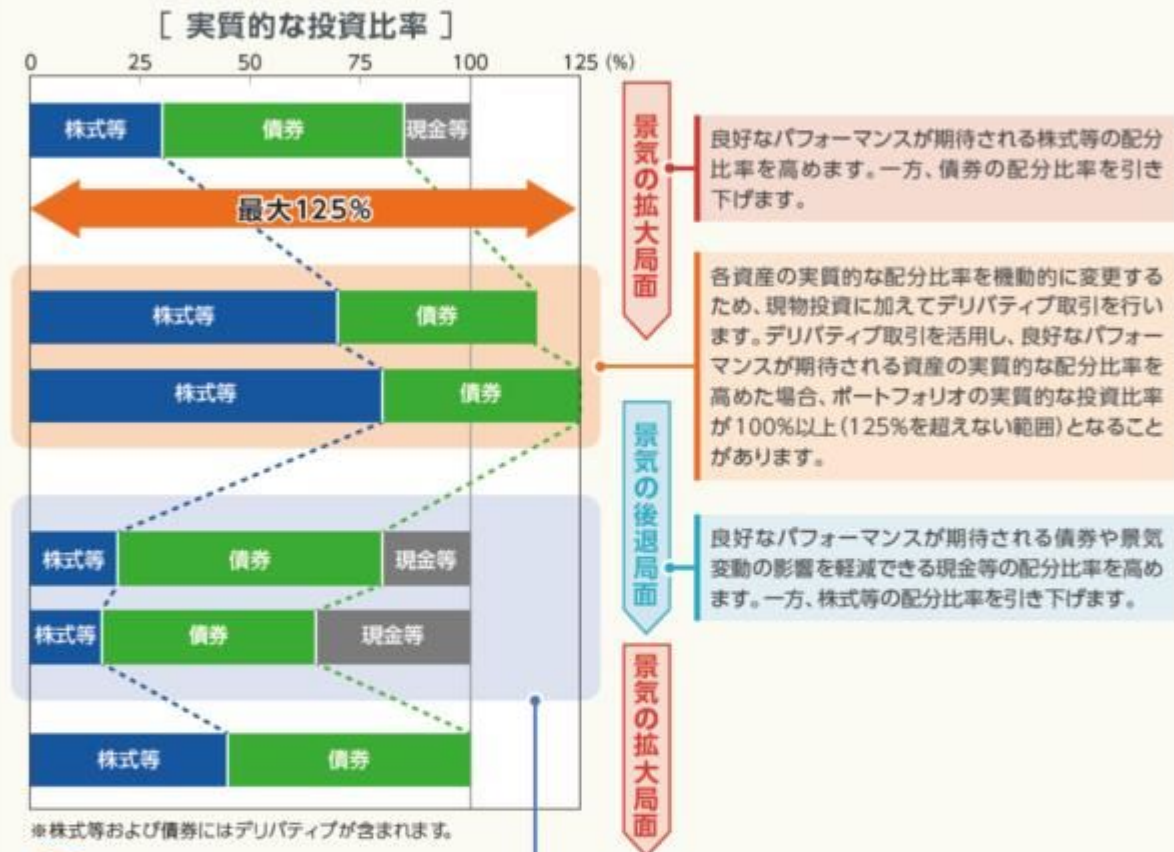 ［ 実質的な投資比率 ］
0 25 50 75 100 125 (%)
株式等 債券 現金等
最大125%
株式等 債券
株式等 債券
株式等 債券 現金等
株式等 債券 現金等
株式等 債券
※株式等および債券にはデリバティブが含まれます。
景気の拡大局面
良好なパフォーマンスが期待される株式等の配分
比率を高めます。一方、債券の配分比率を引き
下げます。
各資産の実質的な配分比率を機動的に変更する
ため、現物投資に加えてデリバティブ取引を行い
ます。デリバティブ取引を活用し、良好なパフォー
マンスが期待される資産の実質的な配分比率を
高めた場合、ポートフォリオの実質的な投資比率
が100%以上(125%を超えない範囲)となること
があります。
景気の後退局面
良好なパフォーマンスが期待される債券や景気
変動の影響を軽減できる現金等の配分比率を高め
ます。一方、株式等の配分比率を引き下げます。
景気の拡大局面